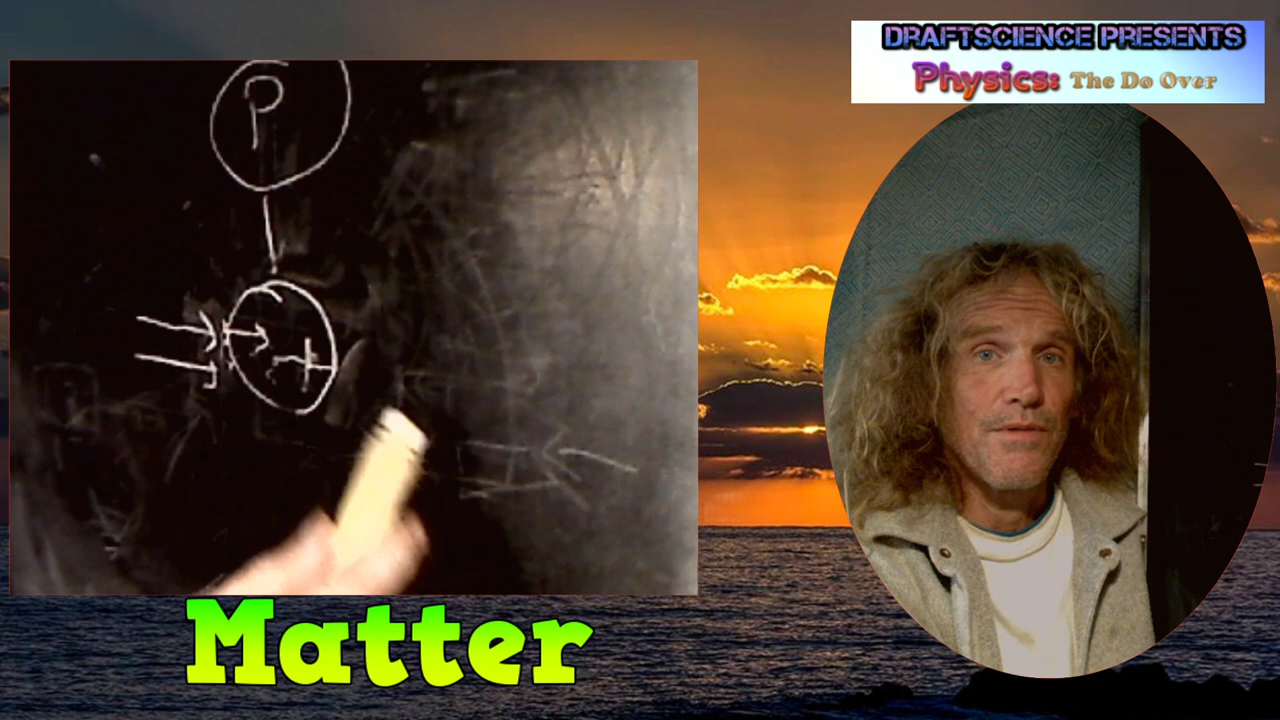 DRAFTSCIENCE PRESENTS
Physics: The Do Over
P
+
Matter